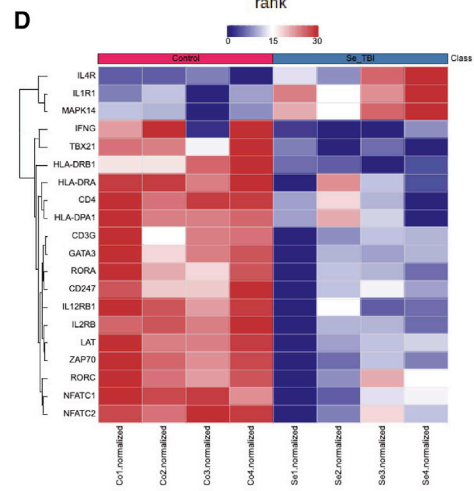 D
rank
0 15 30
Control Se_TBI Class
IL4R
IL1R1
MAPK14
IFNG
TBX21
HLA-DRB1
HLA-DRA
CD4
HLA-DPA1
CD3G
GATA3
RORA
CD247
IL12RB1
IL2RB
LAT
ZAP70
RORC
NFATC1
NFATC2
Co1.normalized
Co2.normalized
Co3.normalized
Co4.normalized
Se1.normalized
Se2.normalized
Se3.normalized
Se4.normalized